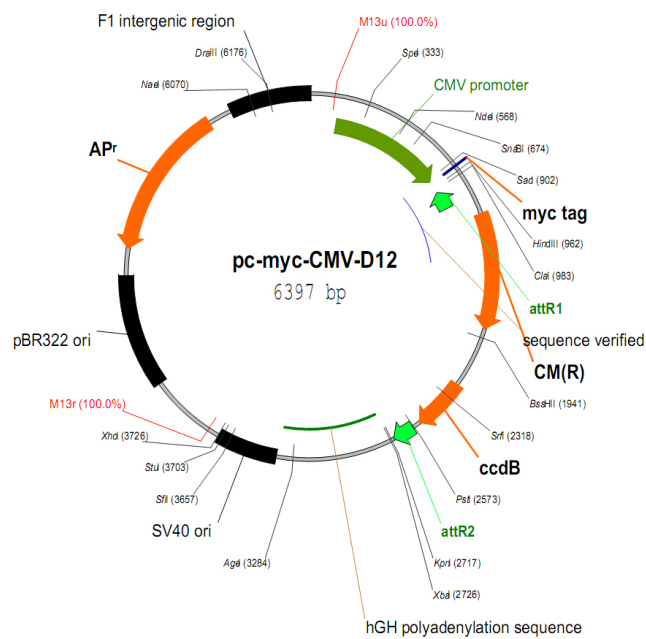 F1 intergenic region
M13u (100.0%)
DraIII (6176)
SpeI (333)
NaeI (6070)
CMV promoter
NdeI (568)
SnaBI (674)
APr
SacI (902)
myc tag
HindIII (962)
pc-myc-CMV-D12
6397 bp
ClaI (983)
attR1
sequence verified
pBR322 ori
CM(R)
BssHII (1941)
M13r (100.0%)
XhoI (3726)
SrfI (2318)
StuI (3703)
ccdB
SfiI (3657)
PstI (2573)
SV40 ori
attR2
AgeI (3284)
KpnI (2717)
XbaI (2726)
hGH polyadenylation sequence